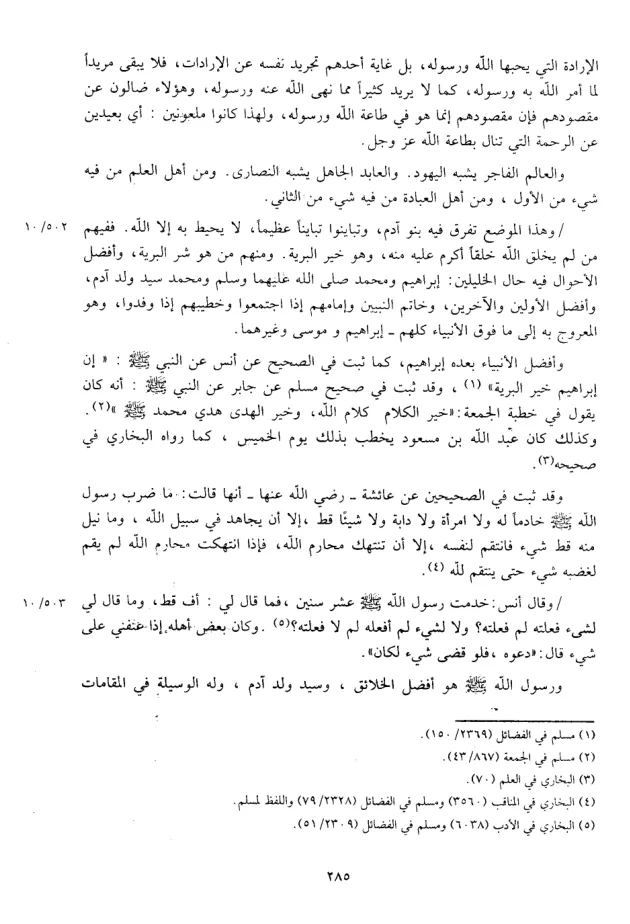 الإرادة التي يحبها الله ورسوله، بل غاية أحدهم تجريد نفسه عن الإرادات، فلا يبقى مريداً
لما أمر الله به ورسوله، كما لا يريد كثيراً مما نهى الله عنه ورسوله، وهؤلاء ضالون عن
مقصودهم فإن مقصودهم إنما هو في طاعة الله ورسوله، ولهذا كانوا ملعونين : أي بعيدين
عن الرحمة التي تنال بطاعة الله عز وجل.
والعالم الفاجر يشبه اليهود. والعابد الجاهل يشبه النصارى. ومن أهل العلم من فيه
شيء من الأول ، ومن أهل العبادة من فيه شيء من الثاني.
١٠/٥٠٢ / وهذا الموضع تفرق فيه بنو آدم، وتباينوا تبايناً عظيماً، لا يحيط به إلا الله. ففيهم
من لم يخلق الله خلقاً أكرم عليه منه، وهو خير البرية. ومنهم من هو شر البرية، وأفضل
الأحوال فيه حال الخليلين: إبراهيم ومحمد صلى الله عليهما وسلم ومحمد سيد ولد آدم،
وأفضل الأولين والآخرين، وخاتم النبيين وإمامهم إذا اجتمعوا وخطيبهم إذا وفدوا، وهو
المعروج به إلى ما فوق الأنبياء كلهم ـ إبراهيم و موسى وغيرهما.
وأفضل الأنبياء بعده إبراهيم، كما ثبت في الصحيح عن أنس عن النبي ﷺ : « إن
إبراهيم خير البرية» (١) ، وقد ثبت في صحيح مسلم عن جابر عن النبي ﷺ : أنه كان
يقول في خطبة الجمعة:« خير الكلام كلام الله، وخير الهدى هدي محمد ﷺ »(٢).
وكذلك كان عبد الله بن مسعود يخطب بذلك يوم الخميس ، كما رواه البخاري في
صحيحه(٣).
وقد ثبت في الصحيحين عن عائشة ـ رضي الله عنها ـ أنها قالت: ما ضرب رسول
الله ﷺ خادماً له ولا امرأة ولا دابة ولا شيئا قط ، إلا أن يجاهد في سبيل الله ، وما نيل
منه قط شيء فانتقم لنفسه ،إلا أن تنتهك محارم الله، فإذا انتهكت محارم الله لم يقم
لغضبه شيء حتى ينتقم لله (٤).
١٠/٥٠٣ / وقال أنس: خدمت رسول الله ﷺ عشر سنين ،فما قال لي : أف قط، وما قال لي
لشىء فعلته لم فعلته؟ ولا لشيء لم أفعله لم لا فعلته؟(٥) .وكان بعض أهله إذا عنفني على
شيء قال:«دعوه ،فلو قضى شيء لكان».
ورسول الله ﷺ هو أفضل الخلائق ، وسيد ولد آدم ، وله الوسيلة في المقامات
(١) مسلم في الفضائل (١٥٠/٢٣٦٩).
(٢) مسلم في الجمعة (٤٣/٨٦٧).
(٣) البخاري في العلم (٧٠).
(٤) البخاري في المناقب (٣٥٦٠) ومسلم في الفضائل (٧٩/٢٣٢٨) واللفظ لمسلم.
(٥) البخاري في الأدب (٦٠٣٨) ومسلم في الفضائل (٥١/٢٣٠٩).
٢٨٥